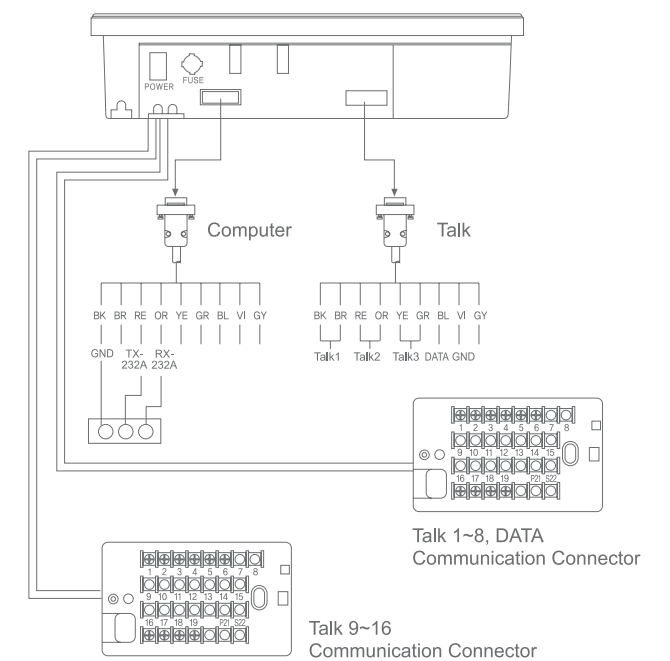 POWER
FUSE
Computer
Talk
BK BR RE OR YE GR BL VI GY
BK BR RE OR YE GR BL VI GY
GND TX-232A RX-232A
Talk1 Talk2 Talk3 DATA GND
1 2 3 4 5 6 7 8
9 10 11 12 13 14 15
16 17 18 19 P21 S22
Talk 1~8, DATA
Communication Connector
1 2 3 4 5 6 7 8
9 10 11 12 13 14 15
16 17 18 19 P21 S22
Talk 9~16
Communication Connector